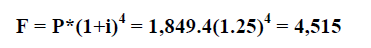 F = P*(1+i)⁴ = 1,849.4(1.25)⁴ = 4,515